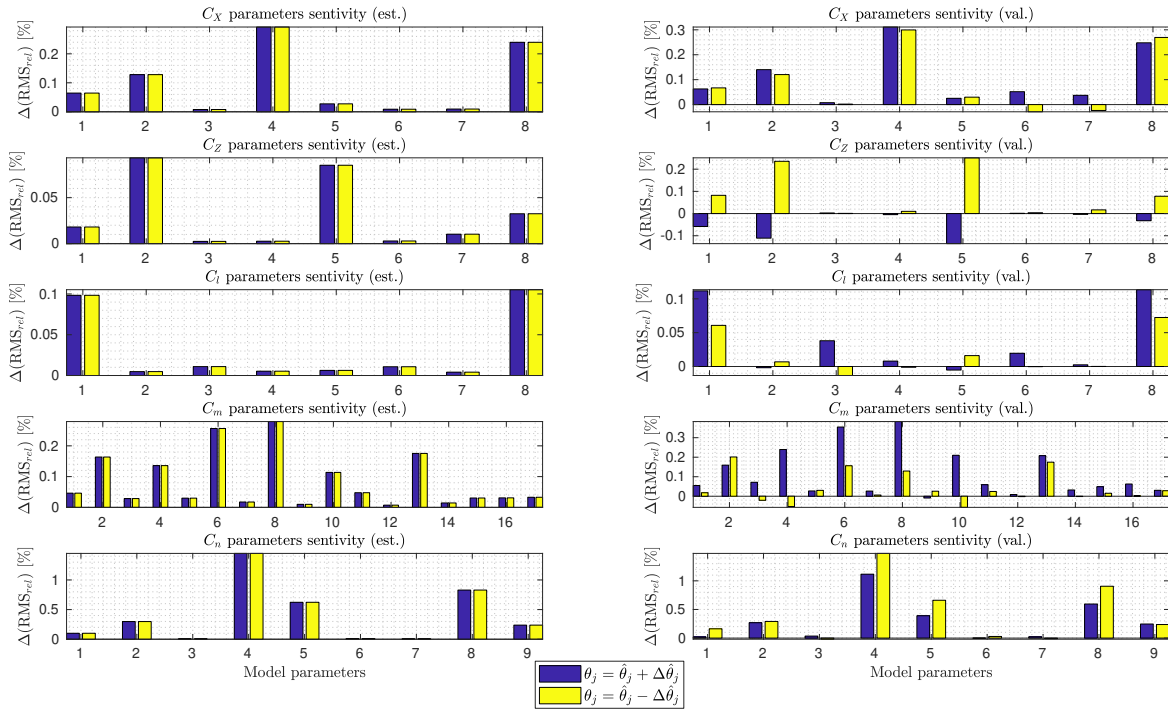 C_X parameters sentivity (est.)
Δ(RMS_rel) [%]
0.2
0.1
0
1 2 3 4 5 6 7 8
C_X parameters sentivity (val.)
Δ(RMS_rel) [%]
0.3
0.2
0.1
0
1 2 3 4 5 6 7 8
C_Z parameters sentivity (est.)
Δ(RMS_rel) [%]
0.05
0
1 2 3 4 5 6 7 8
C_Z parameters sentivity (val.)
Δ(RMS_rel) [%]
0.2
0.1
0
-0.1
1 2 3 4 5 6 7 8
C_l parameters sentivity (est.)
Δ(RMS_rel) [%]
0.1
0.05
0
1 2 3 4 5 6 7 8
C_l parameters sentivity (val.)
Δ(RMS_rel) [%]
0.1
0.05
0
1 2 3 4 5 6 7 8
C_m parameters sentivity (est.)
Δ(RMS_rel) [%]
0.2
0.1
0
2 4 6 8 10 12 14 16
C_m parameters sentivity (val.)
Δ(RMS_rel) [%]
0.3
0.2
0.1
0
2 4 6 8 10 12 14 16
C_n parameters sentivity (est.)
Δ(RMS_rel) [%]
1
0.5
0
1 2 3 4 5 6 7 8 9
Model parameters
C_n parameters sentivity (val.)
Δ(RMS_rel) [%]
1
0.5
0
1 2 3 4 5 6 7 8 9
Model parameters
θ_j = θ̂_j + Δθ̂_j
θ_j = θ̂_j − Δθ̂_j